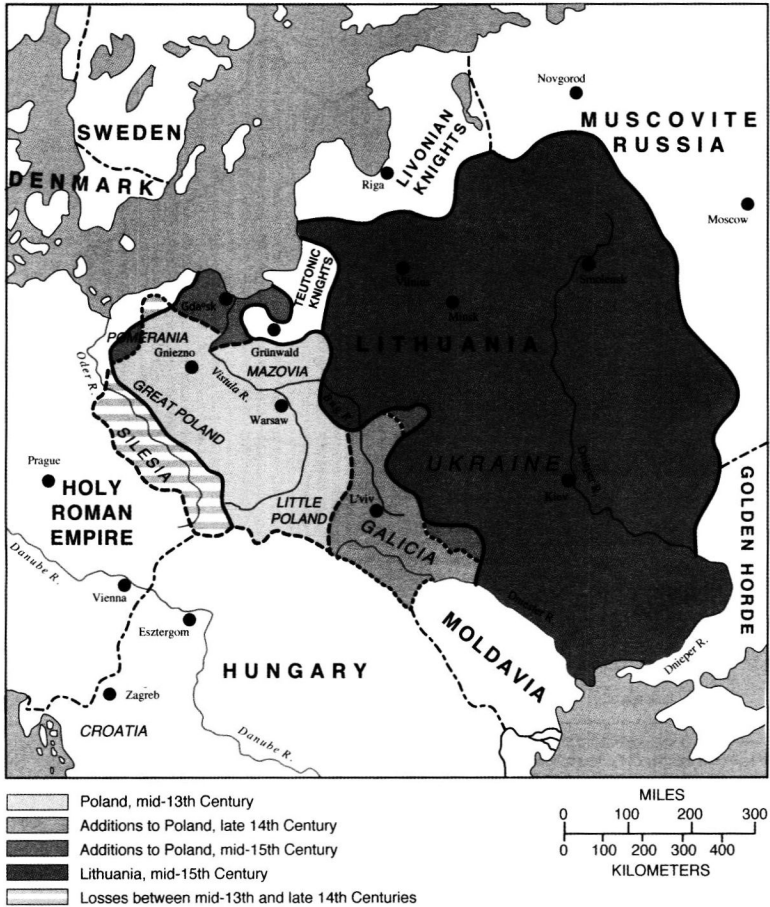 Novgorod
MUSCOVITE
RUSSIA
SWEDEN
DENMARK
LIVONIAN
KNIGHTS
Riga
Moscow
TEUTONIC
KNIGHTS
Vilnius
Smolensk
Gdańsk
Minsk
POMERANIA
Grünwald
LITHUANIA
Gniezno
MAZOVIA
Oder R.
Vistula R.
GREAT POLAND
Warsaw
SILESIA
UKRAINE
Prague
Dnieper R.
HOLY
ROMAN
EMPIRE
LITTLE
POLAND
L'viv
Kiev
GALICIA
GOLDEN HORDE
Danube R.
Vienna
Esztergom
MOLDAVIA
Dniester R.
Dnieper R.
HUNGARY
Zagreb
CROATIA
Danube R.
Poland, mid-13th Century
Additions to Poland, late 14th Century
Additions to Poland, mid-15th Century
Lithuania, mid-15th Century
Losses between mid-13th and late 14th Centuries
MILES
0 100 200 300
0 100 200 300 400
KILOMETERS